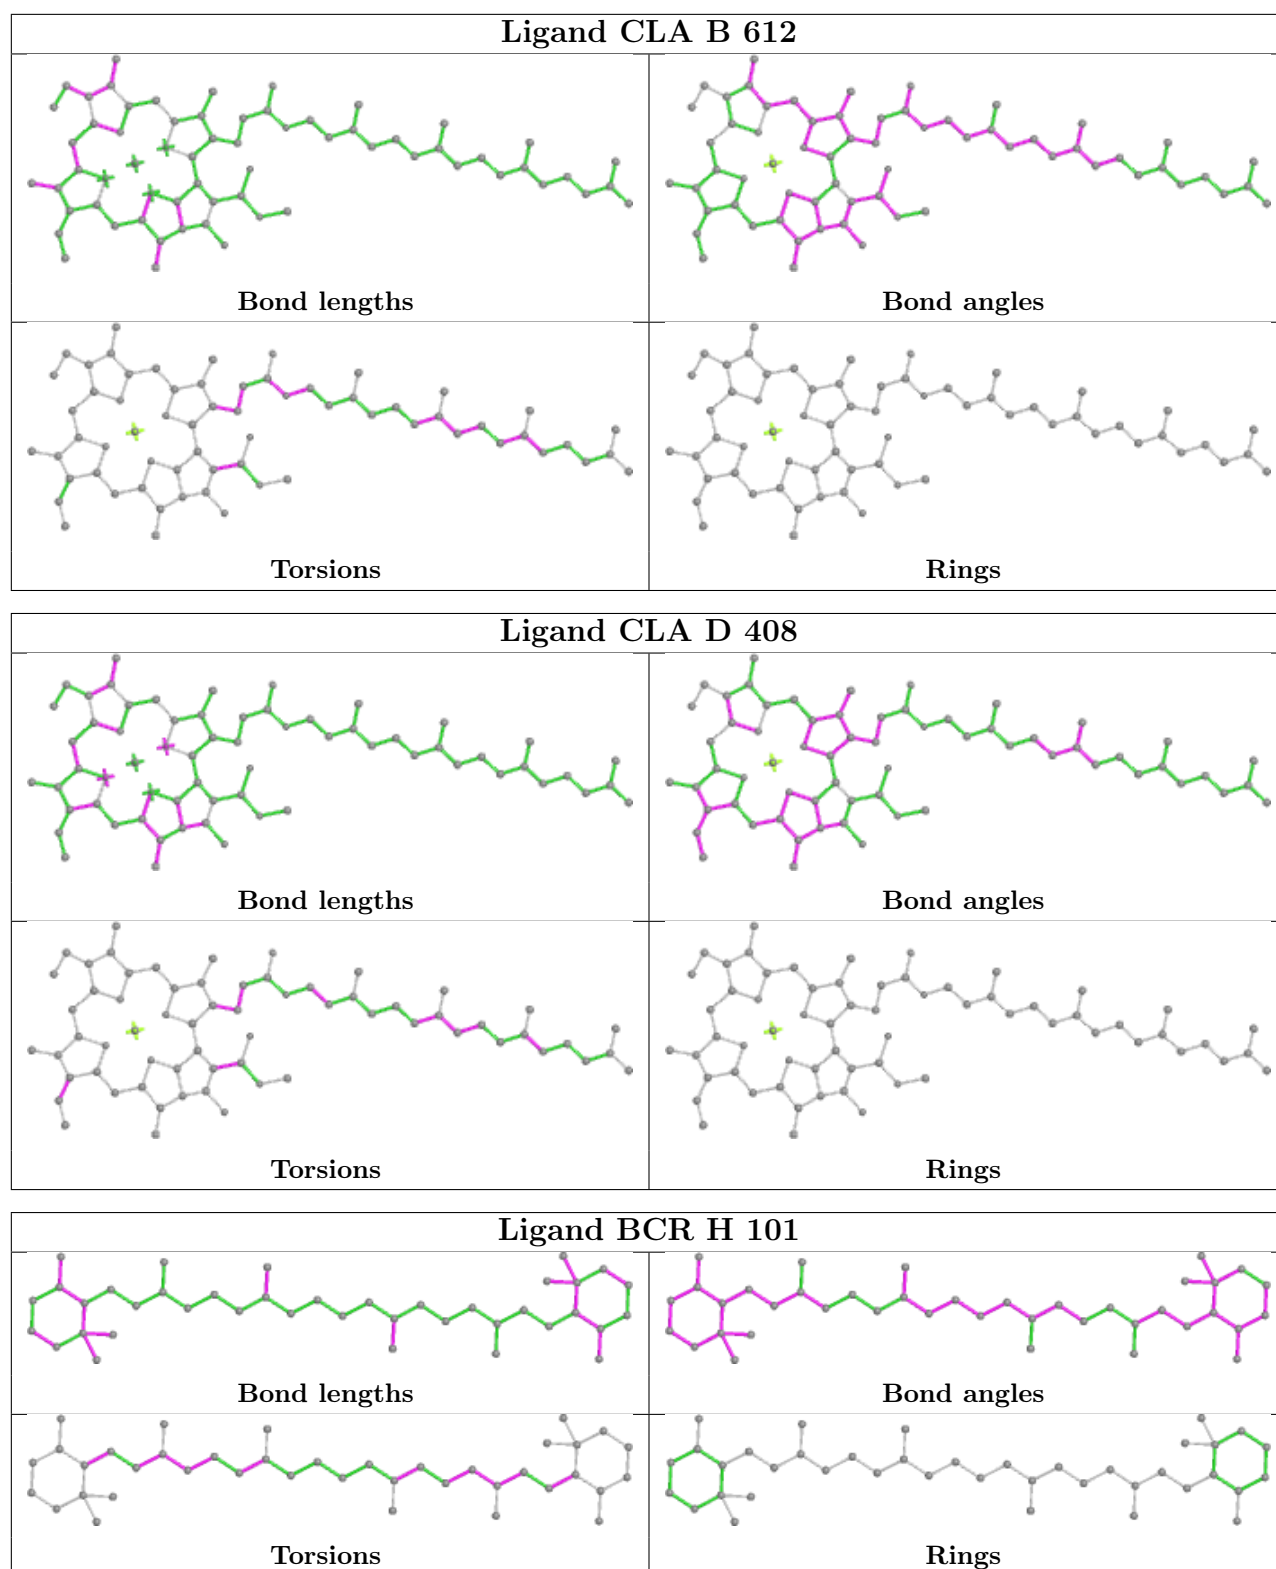 Ligand CLA B 612
Bond lengths
Bond angles
Torsions
Rings
Ligand CLA D 408
Bond lengths
Bond angles
Torsions
Rings
Ligand BCR H 101
Bond lengths
Bond angles
Torsions
Rings